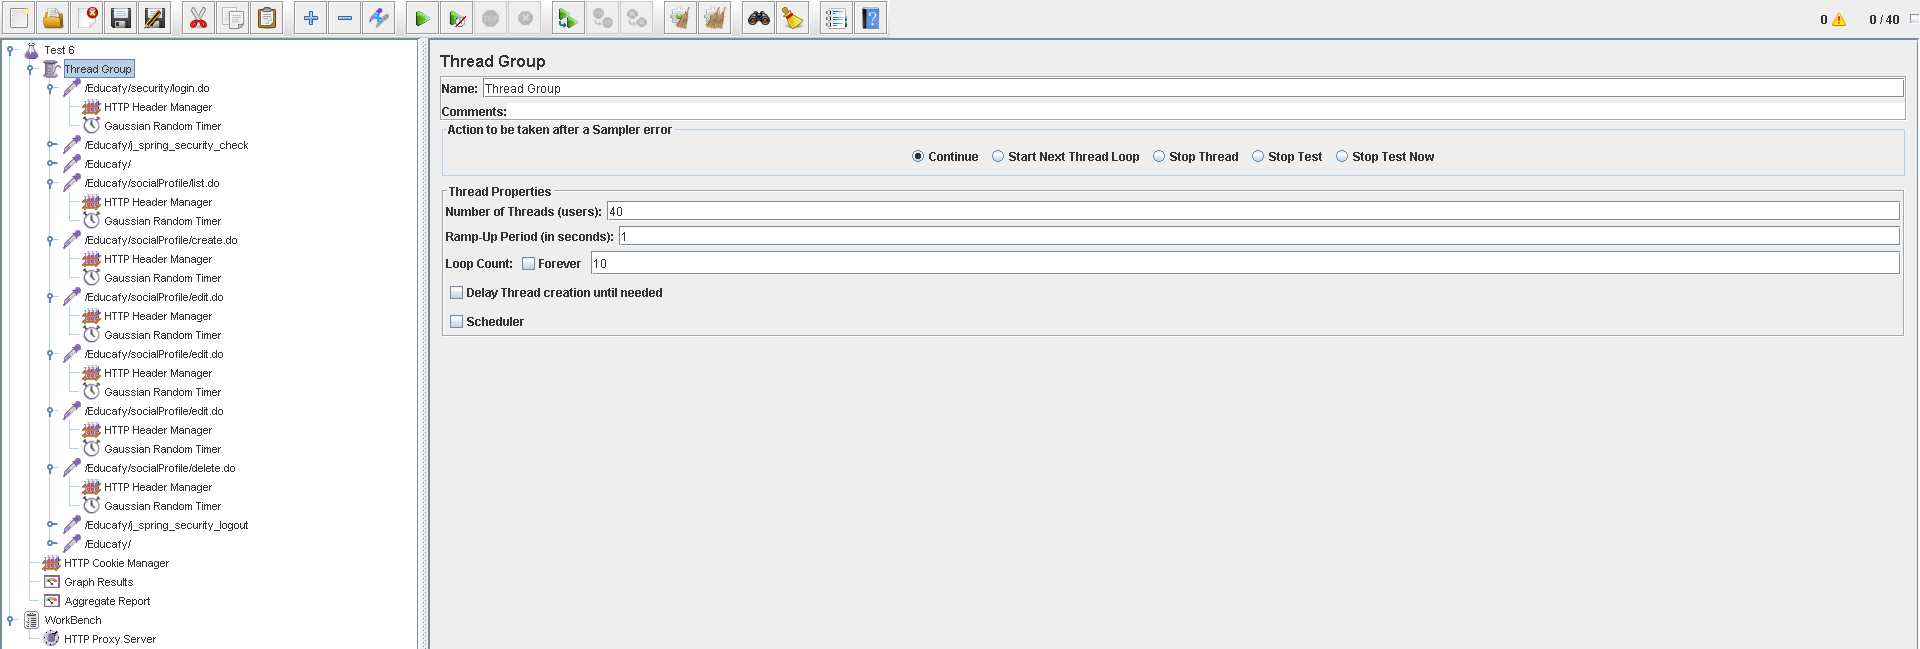 0
0 / 40
Test 6
Thread Group
/Educafy/security/login.do
HTTP Header Manager
Gaussian Random Timer
/Educafy/j_spring_security_check
/Educafy/
/Educafy/socialProfile/list.do
HTTP Header Manager
Gaussian Random Timer
/Educafy/socialProfile/create.do
HTTP Header Manager
Gaussian Random Timer
/Educafy/socialProfile/edit.do
HTTP Header Manager
Gaussian Random Timer
/Educafy/socialProfile/edit.do
HTTP Header Manager
Gaussian Random Timer
/Educafy/socialProfile/edit.do
HTTP Header Manager
Gaussian Random Timer
/Educafy/socialProfile/delete.do
HTTP Header Manager
Gaussian Random Timer
/Educafy/j_spring_security_logout
/Educafy/
HTTP Cookie Manager
Graph Results
Aggregate Report
WorkBench
HTTP Proxy Server
Thread Group
Name: Thread Group
Comments:
Action to be taken after a Sampler error
Continue Start Next Thread Loop Stop Thread Stop Test Stop Test Now
Thread Properties
Number of Threads (users): 40
Ramp-Up Period (in seconds): 1
Loop Count: Forever 10
Delay Thread creation until needed
Scheduler